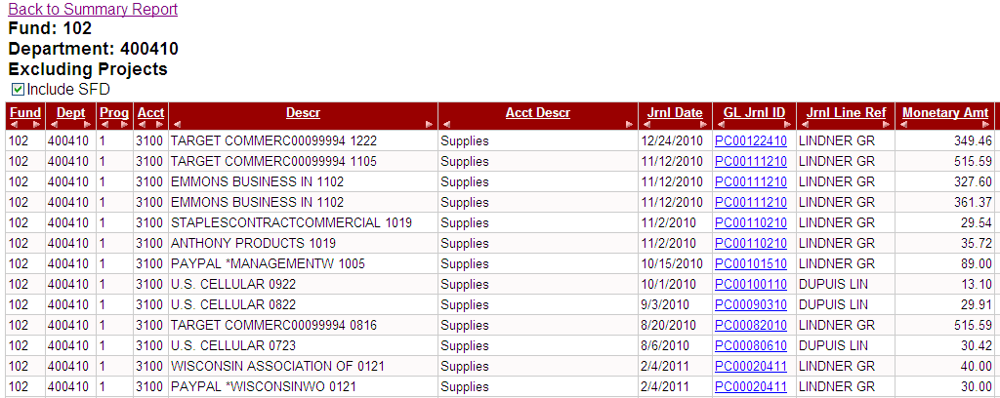 Back to Summary Report
Fund: 102
Department: 400410
Excluding Projects
Include SFD
Fund Dept Prog Acct Descr Acct Descr Jrnl Date GL Jrnl ID Jrnl Line Ref Monetary Amt
102 400410 1 3100 TARGET COMMERC00099994 1222 Supplies 12/24/2010 PC00122410 LINDNER GR 349.46
102 400410 1 3100 TARGET COMMERC00099994 1105 Supplies 11/12/2010 PC00111210 LINDNER GR 515.59
102 400410 1 3100 EMMONS BUSINESS IN 1102 Supplies 11/12/2010 PC00111210 LINDNER GR 327.60
102 400410 1 3100 EMMONS BUSINESS IN 1102 Supplies 11/12/2010 PC00111210 LINDNER GR 361.37
102 400410 1 3100 STAPLESCONTRACTCOMMERCIAL 1019 Supplies 11/2/2010 PC00110210 LINDNER GR 29.54
102 400410 1 3100 ANTHONY PRODUCTS 1019 Supplies 11/2/2010 PC00110210 LINDNER GR 35.72
102 400410 1 3100 PAYPAL *MANAGEMENTW 1005 Supplies 10/15/2010 PC00101510 LINDNER GR 89.00
102 400410 1 3100 U.S. CELLULAR 0922 Supplies 10/1/2010 PC00100110 DUPUIS LIN 13.10
102 400410 1 3100 U.S. CELLULAR 0822 Supplies 9/3/2010 PC00090310 DUPUIS LIN 29.91
102 400410 1 3100 TARGET COMMERC00099994 0816 Supplies 8/20/2010 PC00082010 LINDNER GR 515.59
102 400410 1 3100 U.S. CELLULAR 0723 Supplies 8/6/2010 PC00080610 DUPUIS LIN 30.42
102 400410 1 3100 WISCONSIN ASSOCIATION OF 0121 Supplies 2/4/2011 PC00020411 LINDNER GR 40.00
102 400410 1 3100 PAYPAL *WISCONSINWO 0121 Supplies 2/4/2011 PC00020411 LINDNER GR 30.00